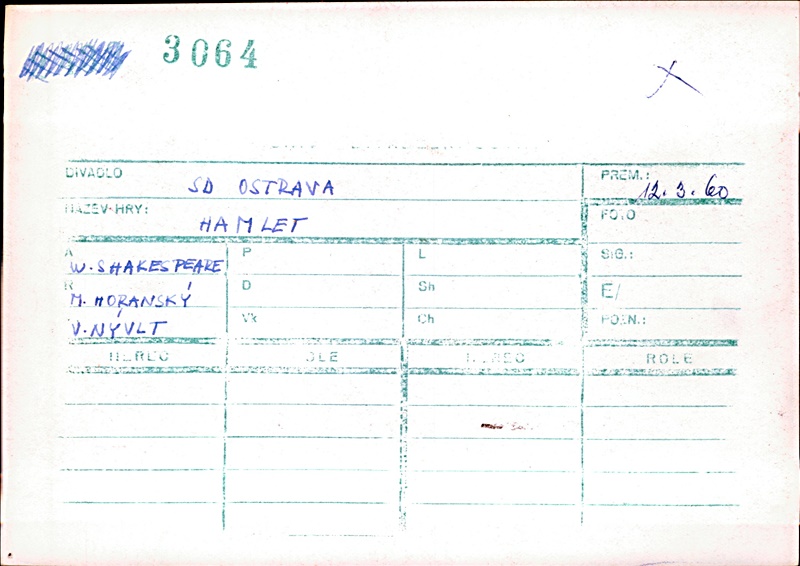 3064
DIVADLO SD OSTRAVA PREM.: 12.3.60
NÁZEV HRY: HAMLET FOTO
A W. SHAKESPEARE P L SIG.:
R M. HORANSKÝ D Sh E/
V. NÝVLT Vk Ch POZN.:
HEREC ROLE HEREC ROLE